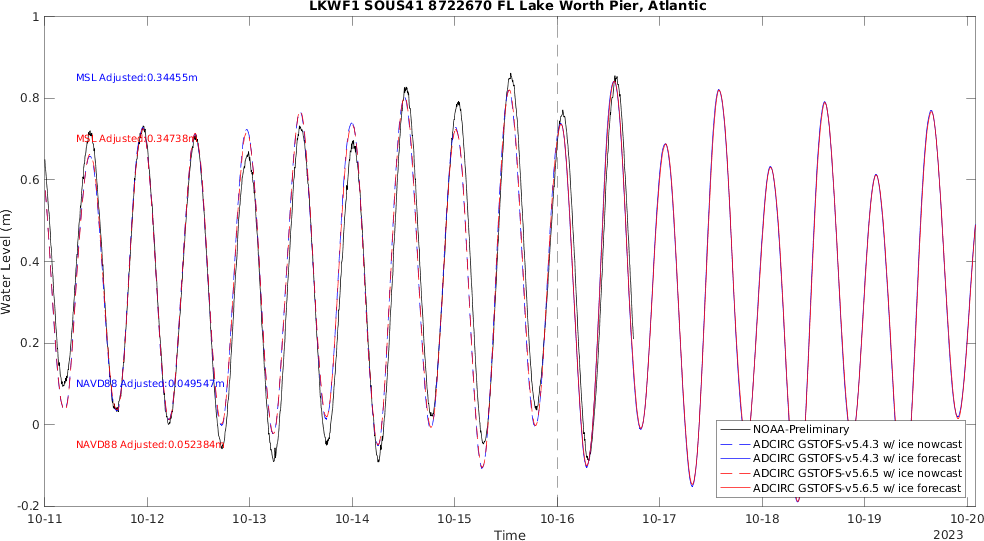 LKWF1 SOUS41 8722670 FL Lake Worth Pier, Atlantic
1
0.8
0.6
0.4
0.2
0
-0.2
Water Level (m)
MSL Adjusted:0.34455m
MSL Adjusted:0.34738m
NAVD88 Adjusted:0.049547m
NAVD88 Adjusted:0.052384m
NOAA-Preliminary
ADCIRC GSTOFS-v5.4.3 w/ ice nowcast
ADCIRC GSTOFS-v5.4.3 w/ ice forecast
ADCIRC GSTOFS-v5.6.5 w/ ice nowcast
ADCIRC GSTOFS-v5.6.5 w/ ice forecast
10-11 10-12 10-13 10-14 10-15 10-16 10-17 10-18 10-19 10-20
Time
2023